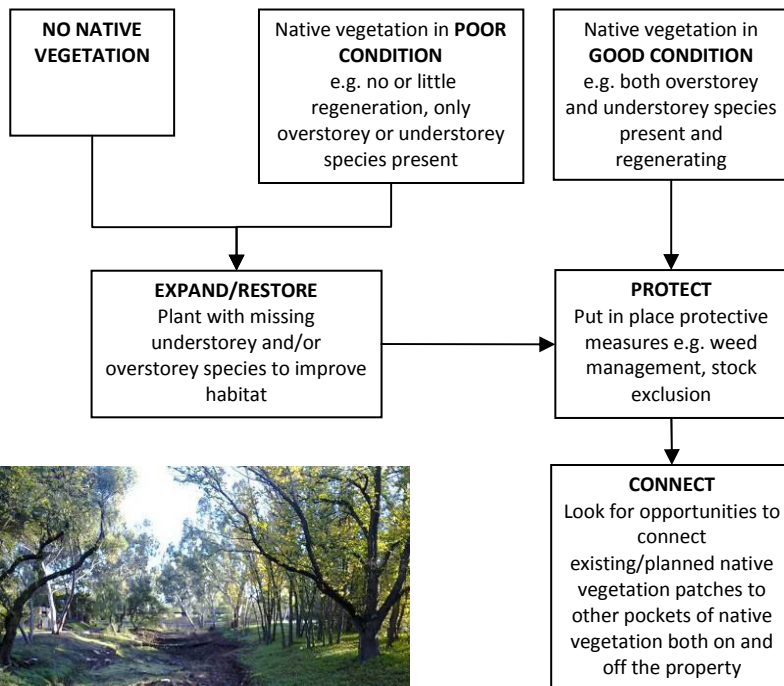 NO NATIVE
VEGETATION
Native vegetation in POOR
CONDITION
e.g. no or little
regeneration, only
overstorey or understorey
species present
Native vegetation in
GOOD CONDITION
e.g. both overstorey
and understorey species
present and
regenerating
EXPAND/RESTORE
Plant with missing
understorey and/or
overstorey species to improve
habitat
PROTECT
Put in place protective
measures e.g. weed
management, stock
exclusion
CONNECT
Look for opportunities to
connect
existing/planned native
vegetation patches to
other pockets of native
vegetation both on and
off the property